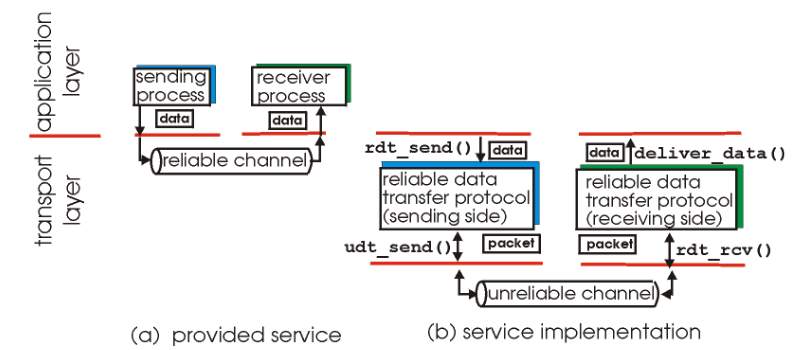 application
layer
transport
layer
sending
process
data
receiver
process
data
reliable channel
(a) provided service
rdt_send()
data
reliable data
transfer protocol
(sending side)
udt_send()
packet
data
deliver_data()
reliable data
transfer protocol
(receiving side)
packet
rdt_rcv()
unreliable channel
(b) service implementation